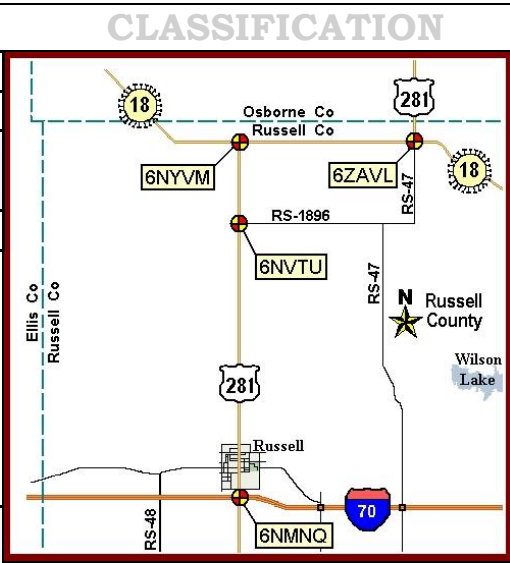 CLASSIFICATION
18
281
Osborne Co
Russell Co
6NYVM
6ZAVL
18
RS-47
RS-1896
6NVTU
RS-47
N
Russell
County
Ellis Co
Russell Co
Wilson
Lake
281
Russell
70
RS-48
6NMNQ